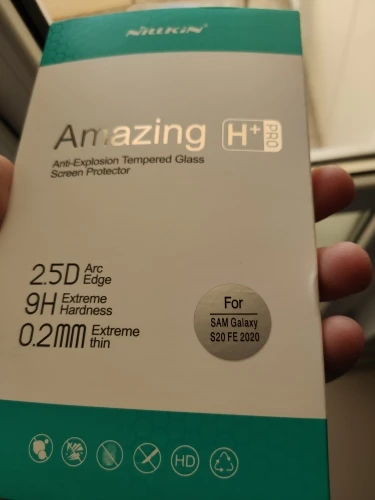 NILLKIN
Amazing H+ PRO
Anti-Explosion Tempered Glass
Screen Protector
2.5D Arc Edge
9H Extreme Hardness
0.2mm Extreme thin
For
SAM Galaxy
S20 FE 2020
HD